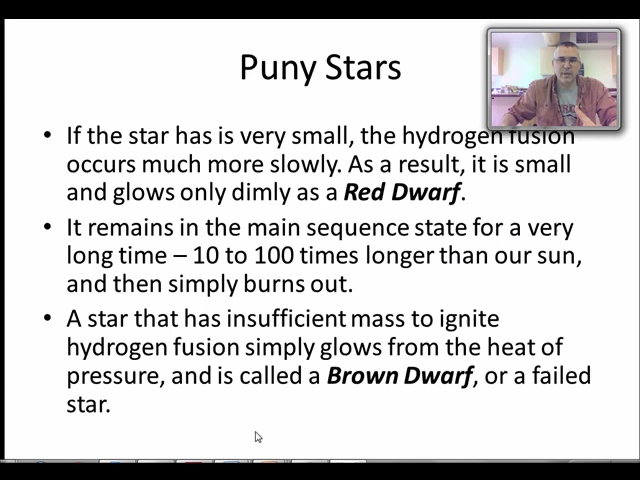 Puny Stars
• If the star has is very small, the hydrogen fusion
occurs much more slowly. As a result, it is small
and glows only dimly as a Red Dwarf.
• It remains in the main sequence state for a very
long time – 10 to 100 times longer than our sun,
and then simply burns out.
• A star that has insufficient mass to ignite
hydrogen fusion simply glows from the heat of
pressure, and is called a Brown Dwarf, or a failed
star.